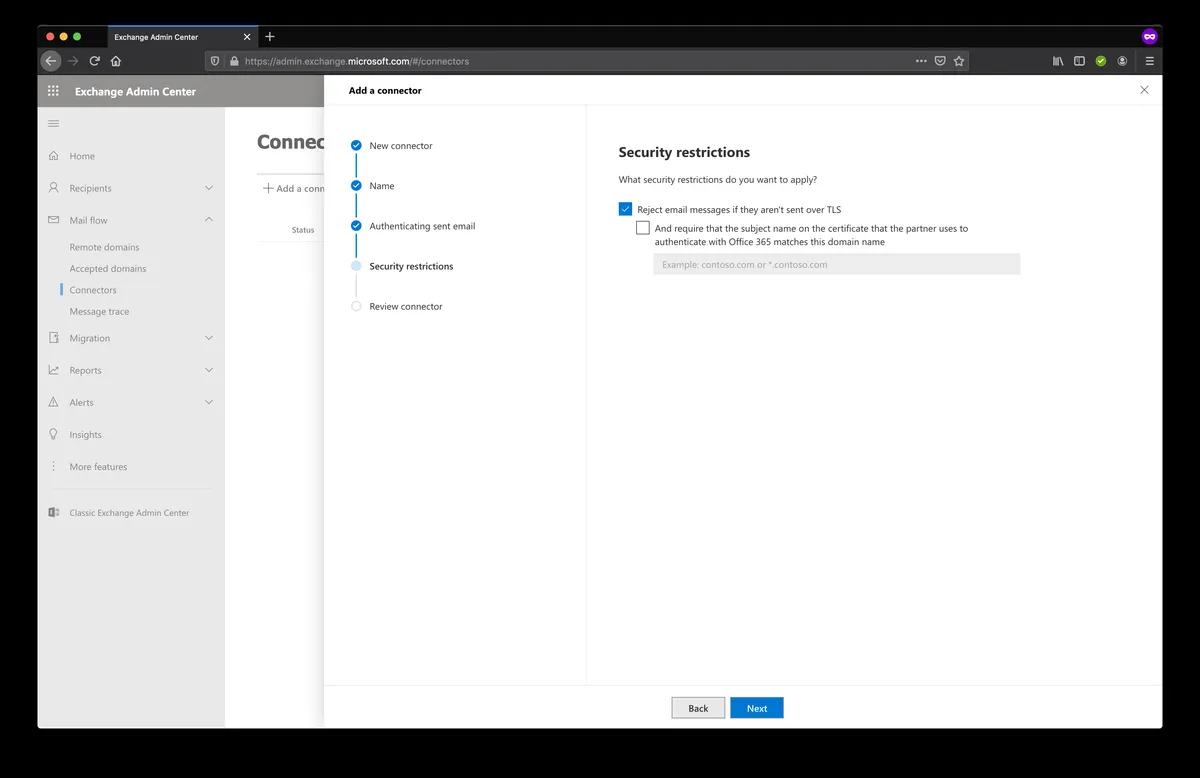 Exchange Admin Center
https://admin.exchange.microsoft.com/#/connectors
Exchange Admin Center
Home
Recipients
Mail flow
Remote domains
Accepted domains
Connectors
Message trace
Migration
Reports
Alerts
Insights
More features
Classic Exchange Admin Center
Connec
Add a conn
Status
Add a connector
New connector
Name
Authenticating sent email
Security restrictions
Review connector
Security restrictions
What security restrictions do you want to apply?
Reject email messages if they aren't sent over TLS
And require that the subject name on the certificate that the partner uses to
authenticate with Office 365 matches this domain name
Example: contoso.com or *.contoso.com
Back
Next